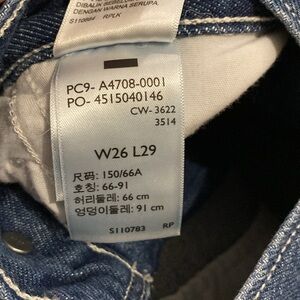 DIBALIK SEBELUM
DENGAN WARNA SERUPA.
S110884 RPLK
PC9- A4708-0001
PO- 4515040146
CW- 3622
3514
W26 L29
尺码: 150/66A
호칭: 66-91
허리둘레: 66 cm
엉덩이둘레: 91 cm
S110783 RP